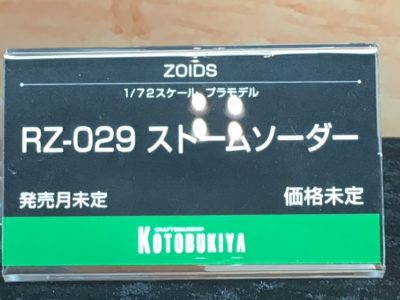 ZOIDS
1/72スケール プラモデル
RZ-029 ストームソーダー
発売月未定 価格未定
CRAFTSMANSHIP
KOTOBUKIYA